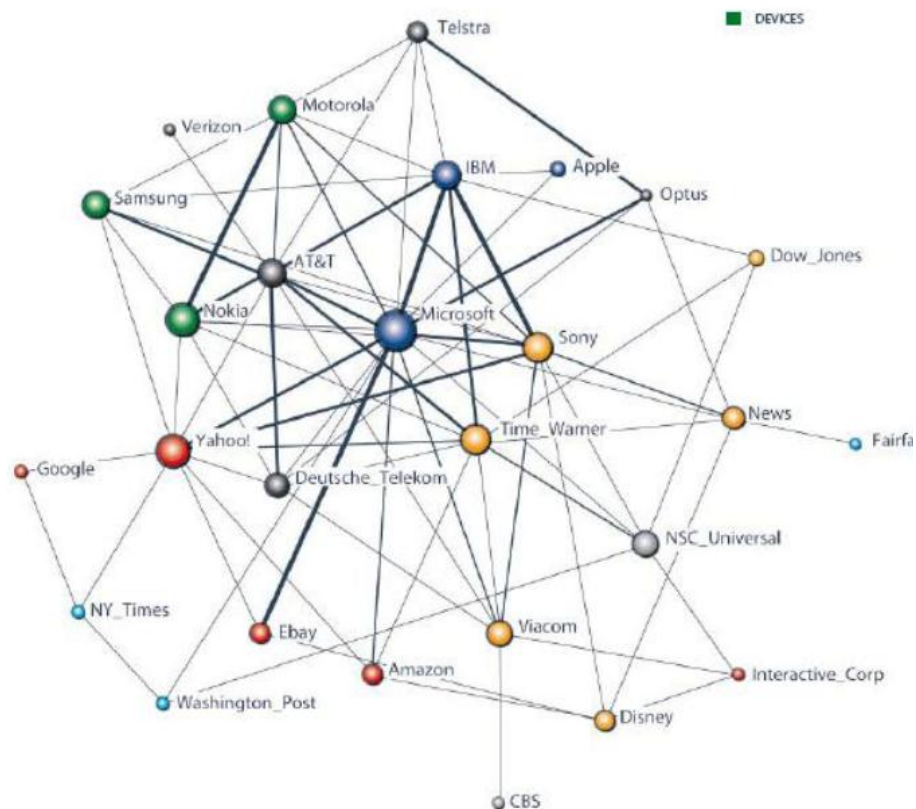 Telstra
DEVICES
Motorola
Verizon
IBM
Apple
Samsung
Optus
AT&T
Dow_Jones
Nokia
Microsoft
Sony
News
Time_Warner
Yahoo!
Fairfa
Google
Deutsche_Telekom
NSC_Universal
NY_Times
Ebay
Viacom
Amazon
Interactive_Corp
Washington_Post
Disney
CBS